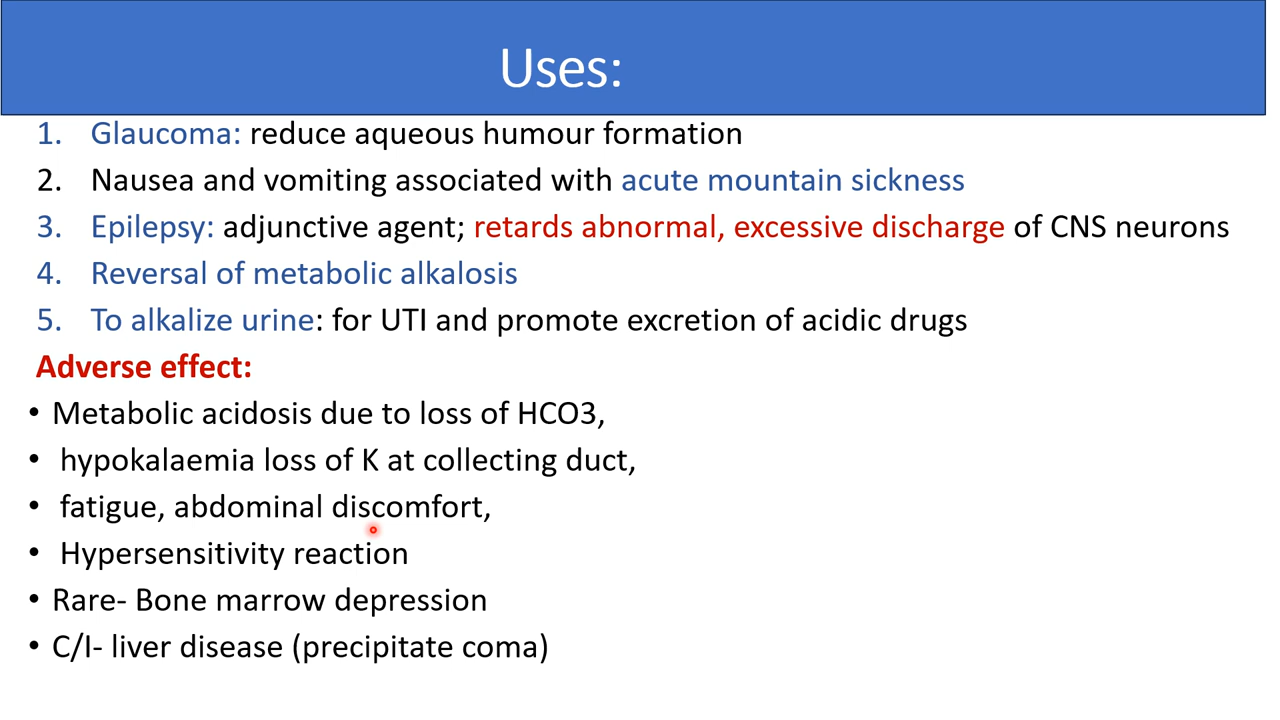 Uses:
1. Glaucoma: reduce aqueous humour formation
2. Nausea and vomiting associated with acute mountain sickness
3. Epilepsy: adjunctive agent; retards abnormal, excessive discharge of CNS neurons
4. Reversal of metabolic alkalosis
5. To alkalize urine: for UTI and promote excretion of acidic drugs
Adverse effect:
• Metabolic acidosis due to loss of HCO3,
• hypokalaemia loss of K at collecting duct,
• fatigue, abdominal discomfort,
• Hypersensitivity reaction
• Rare- Bone marrow depression
• C/I- liver disease (precipitate coma)